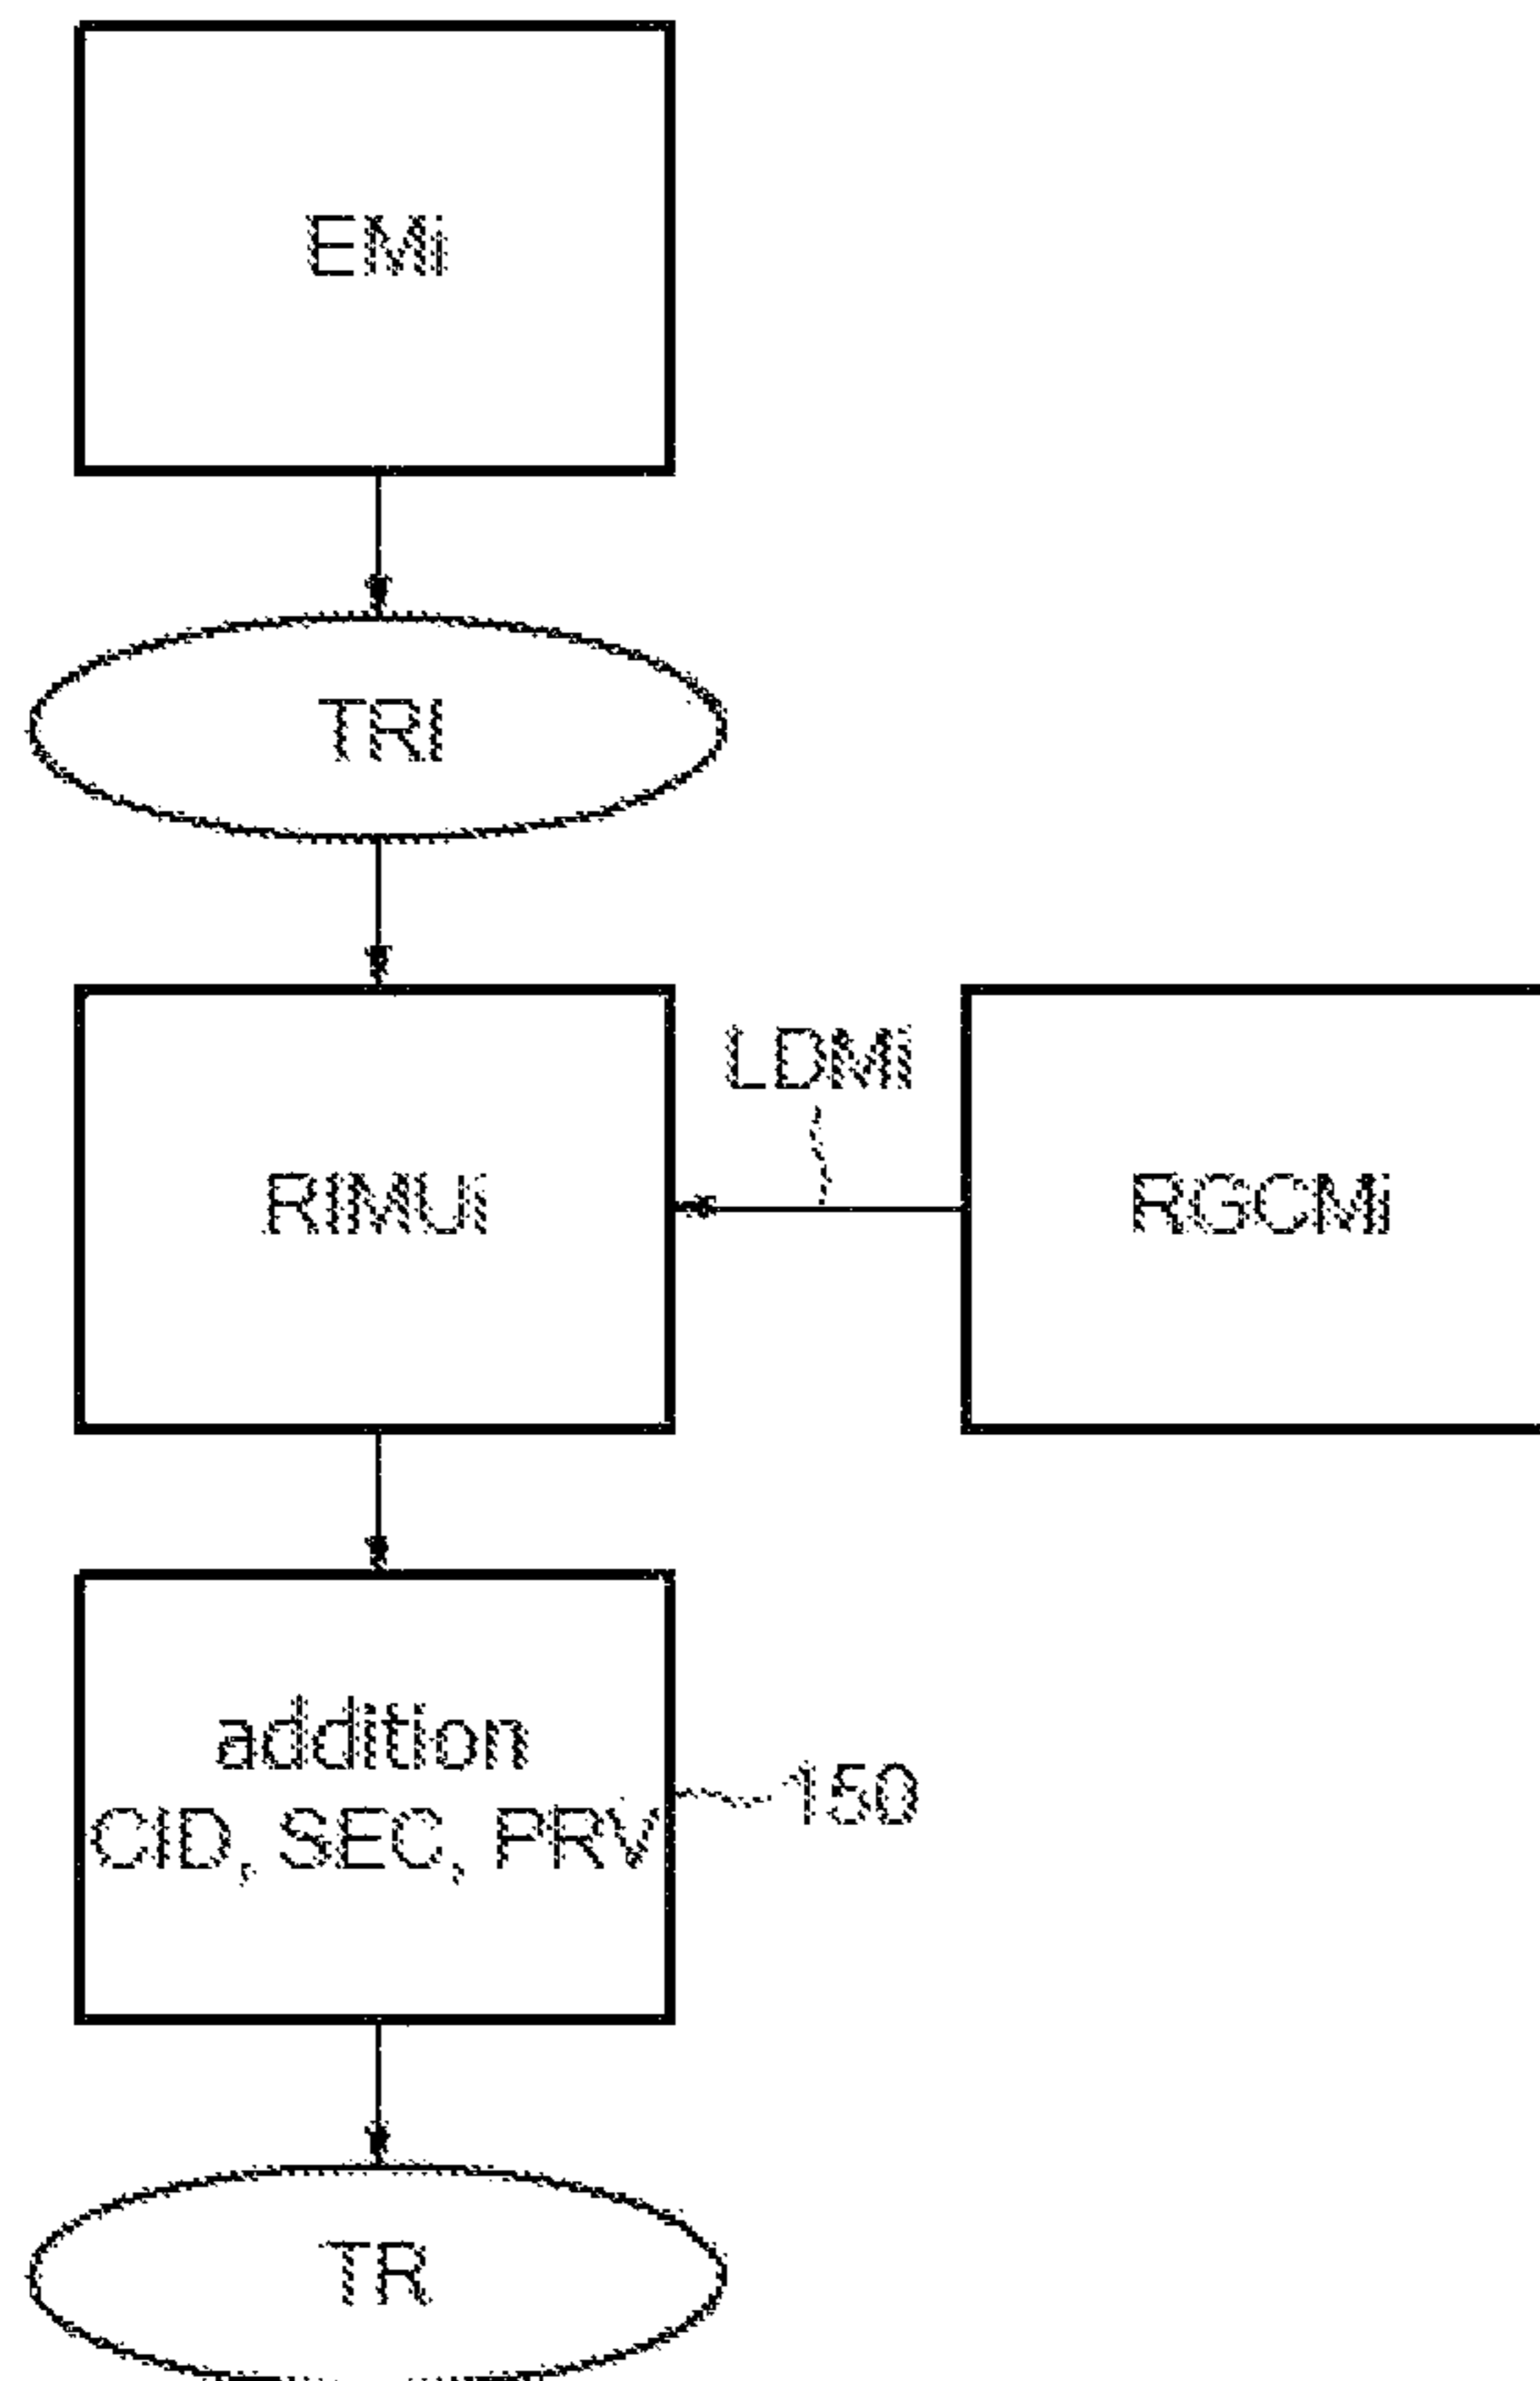 EMi
TRI
LDMi
RIMUi
RGCMi
addition
CID, SEC, PRV
150
TR